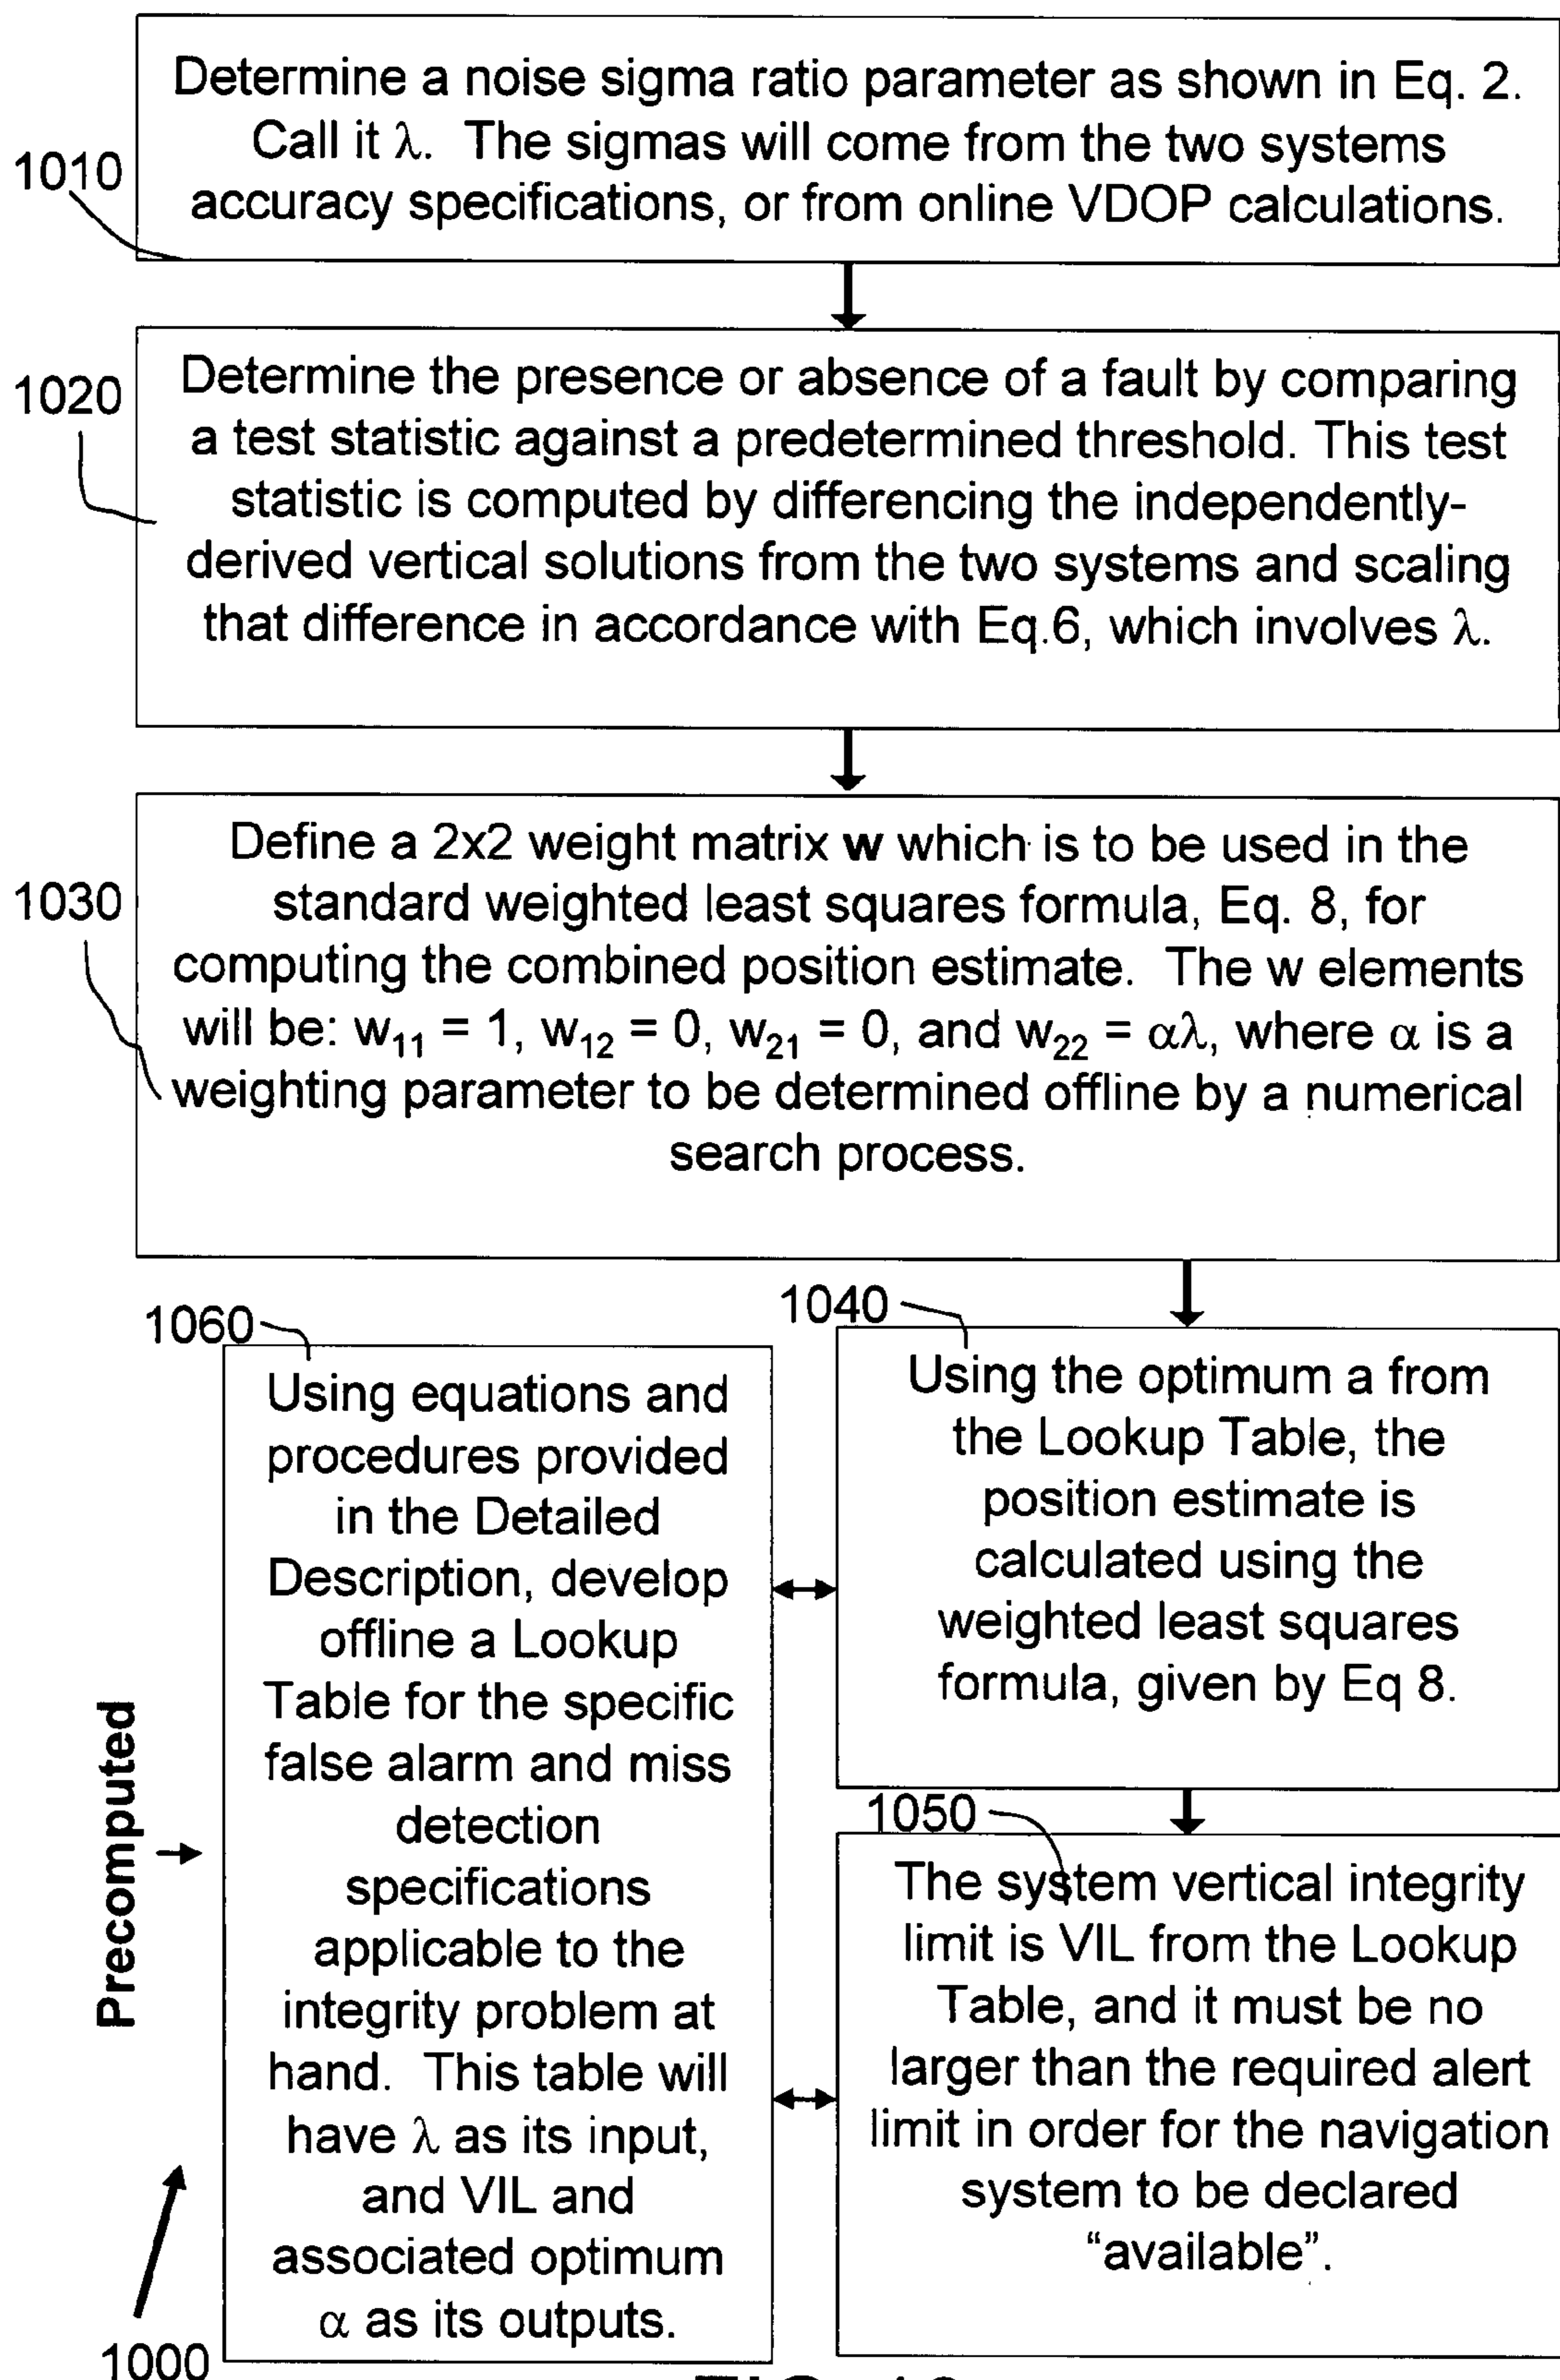 Determine a noise sigma ratio parameter as shown in Eq. 2.
Call it λ. The sigmas will come from the two systems
accuracy specifications, or from online VDOP calculations.
1010
1020
Determine the presence or absence of a fault by comparing
a test statistic against a predetermined threshold. This test
statistic is computed by differencing the independently-
derived vertical solutions from the two systems and scaling
that difference in accordance with Eq.6, which involves λ.
1030
Define a 2x2 weight matrix w which is to be used in the
standard weighted least squares formula, Eq. 8, for
computing the combined position estimate. The w elements
will be: w₁₁ = 1, w₁₂ = 0, w₂₁ = 0, and w₂₂ = αλ, where α is a
weighting parameter to be determined offline by a numerical
search process.
1040
Using the optimum a from
the Lookup Table, the
position estimate is
calculated using the
weighted least squares
formula, given by Eq 8.
1050
The system vertical integrity
limit is VIL from the Lookup
Table, and it must be no
larger than the required alert
limit in order for the navigation
system to be declared
“available”.
1060
Using equations and
procedures provided
in the Detailed
Description, develop
offline a Lookup
Table for the specific
false alarm and miss
detection
specifications
applicable to the
integrity problem at
hand. This table will
have λ as its input,
and VIL and
associated optimum
α as its outputs.
Precomputed
1000